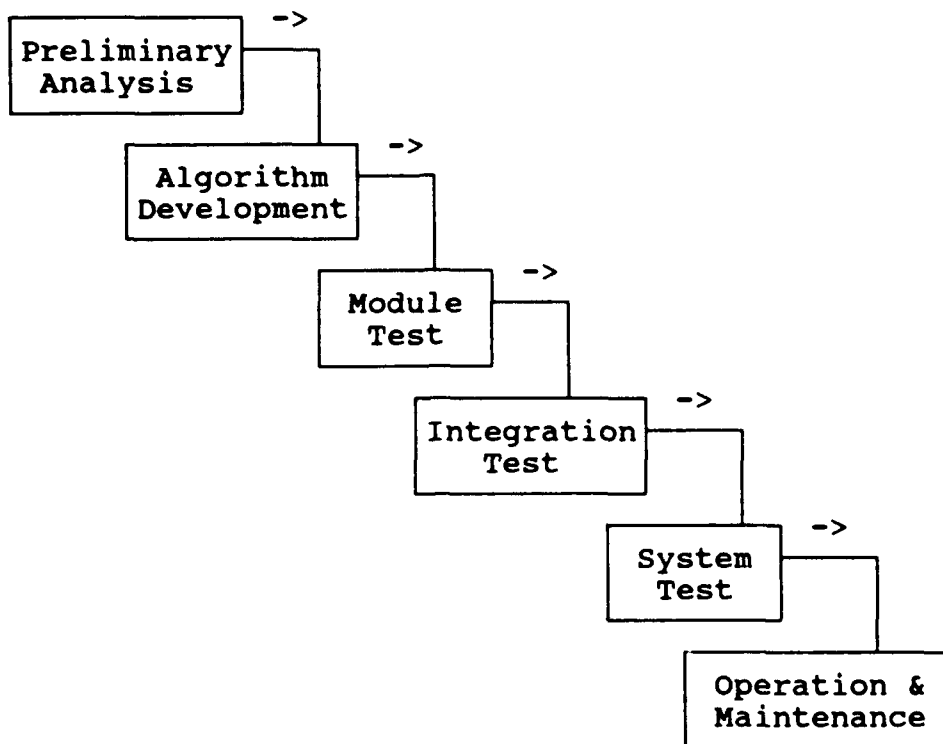 ->
Preliminary
Analysis
->
Algorithm
Development
->
Module
Test
->
Integration
Test
->
System
Test
Operation &
Maintenance